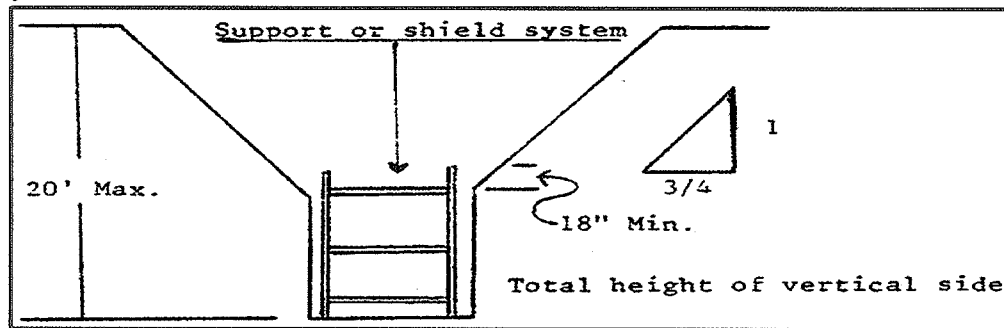 Support or shield system
1
20' Max.
3/4
18" Min.
Total height of vertical side